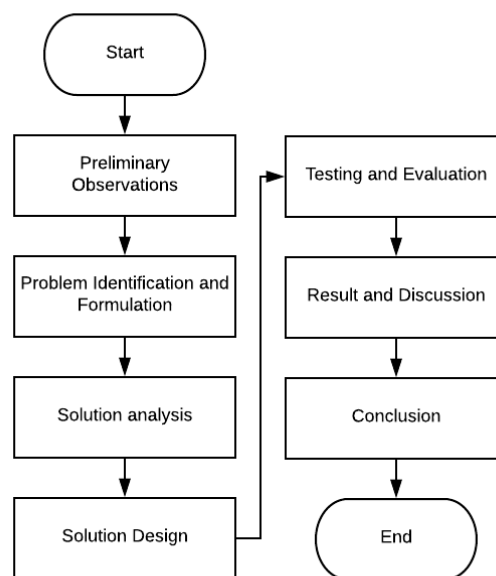 Start
Preliminary
Observations
Problem Identification and
Formulation
Solution analysis
Solution Design
Testing and Evaluation
Result and Discussion
Conclusion
End